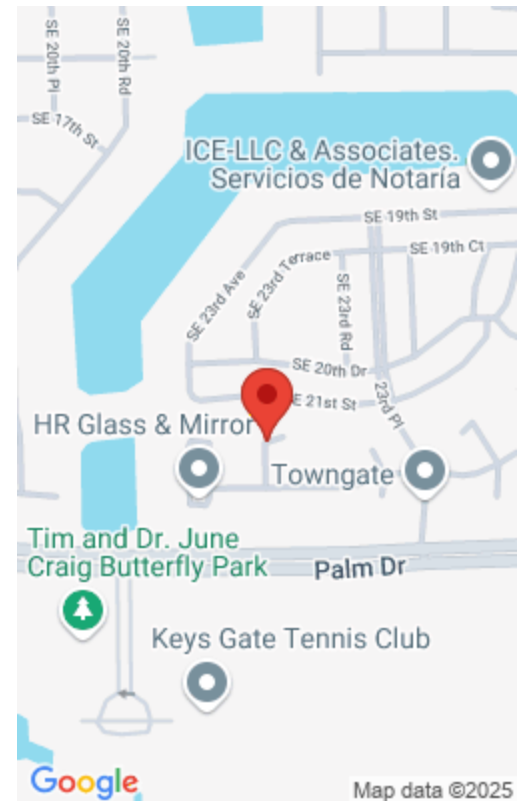 SE 20th Pl
SE 20th Rd
SE 17th St
ICE-LLC & Associates.
Servicios de Notaría
SE 19th St
SE 19th Ct
SE 23rd Ave
SE 23rd Terrace
SE 23rd Rd
SE 20th Dr
E 21st St
23rd Pl
HR Glass & Mirror
Towngate
Tim and Dr. June
Craig Butterfly Park
Palm Dr
Keys Gate Tennis Club
Google
Map data ©2025